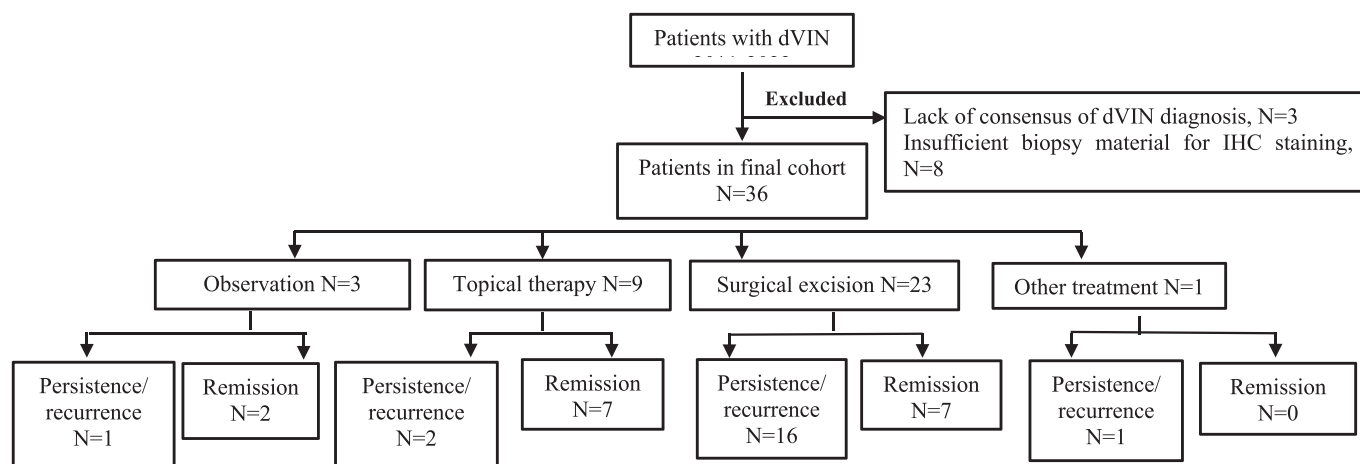 Patients with dVIN
Excluded
Lack of consensus of dVIN diagnosis, N=3
Insufficient biopsy material for IHC staining,
N=8
Patients in final cohort
N=36
Observation N=3
Topical therapy N=9
Surgical excision N=23
Other treatment N=1
Persistence/
recurrence
N=1
Remission
N=2
Persistence/
recurrence
N=2
Remission
N=7
Persistence/
recurrence
N=16
Remission
N=7
Persistence/
recurrence
N=1
Remission
N=0